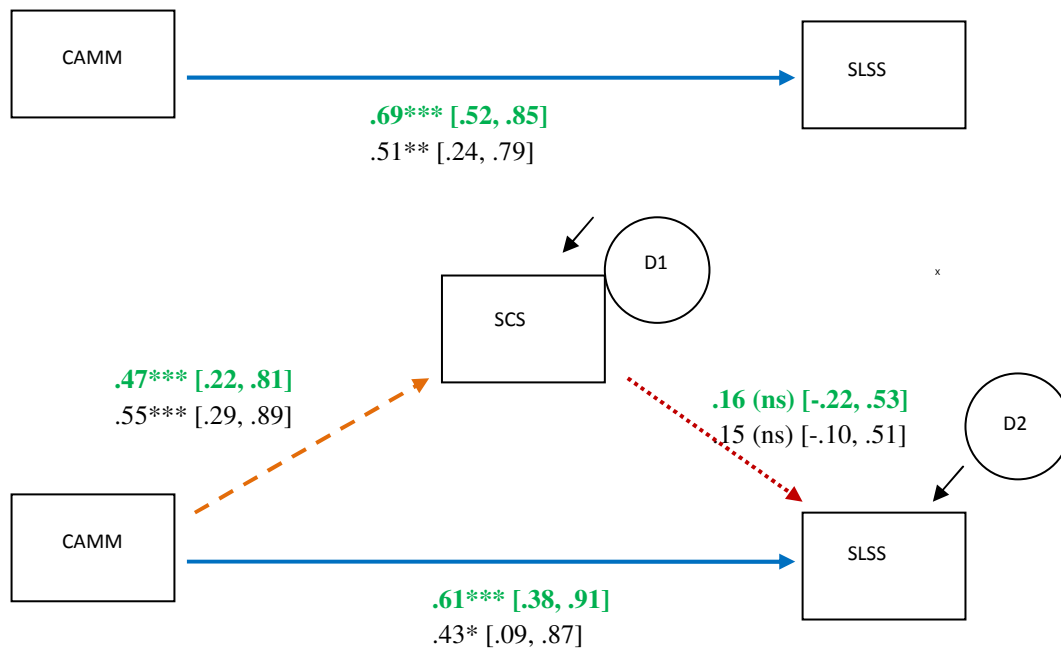 CAMM
SLSS
.69*** [.52, .85]
.51** [.24, .79]
D1
x
SCS
.47*** [.22, .81]
.55*** [.29, .89]
.16 (ns) [-.22, .53]
.15 (ns) [-.10, .51]
D2
CAMM
SLSS
.61*** [.38, .91]
.43* [.09, .87]